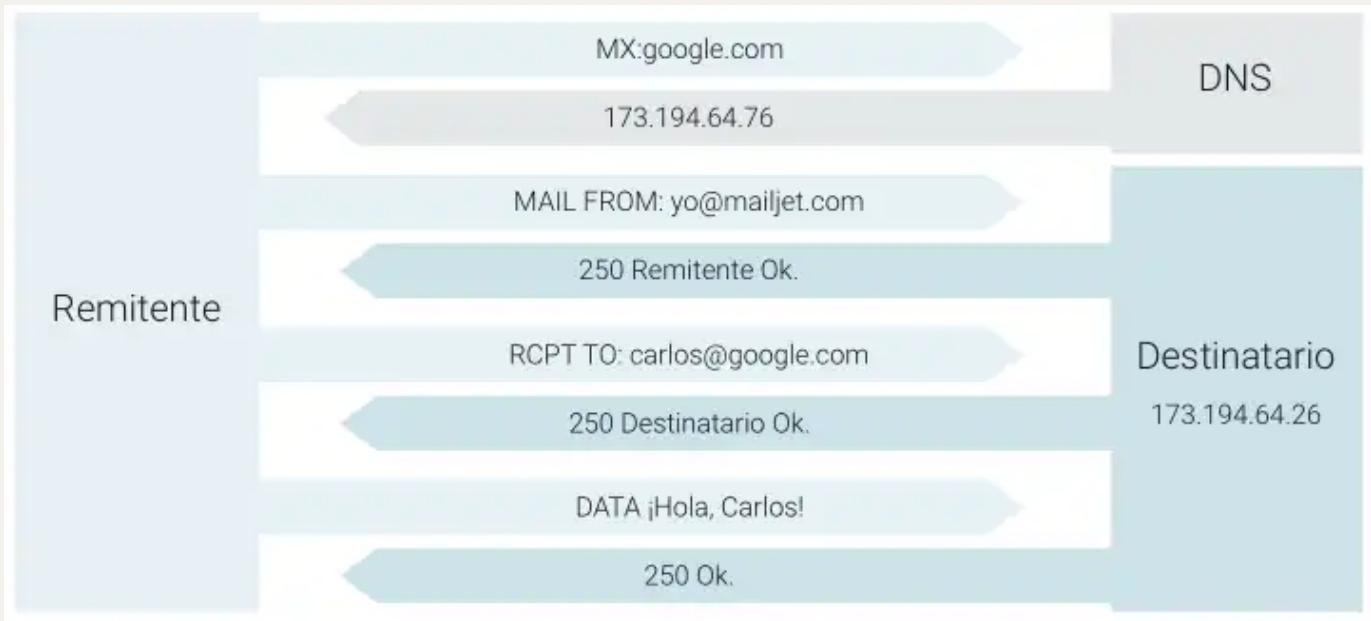 MX:google.com
DNS
173.194.64.76
MAIL FROM: yo@mailjet.com
250 Remitente Ok.
Remitente
RCPT TO: carlos@google.com
Destinatario
173.194.64.26
250 Destinatario Ok.
DATA ¡Hola, Carlos!
250 Ok.